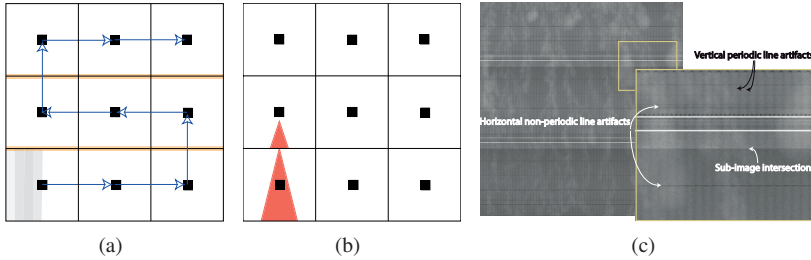 Vertical periodic line artifacts
Horizontal non-periodic line artifacts
Sub-image intersection
(a)
(b)
(c)